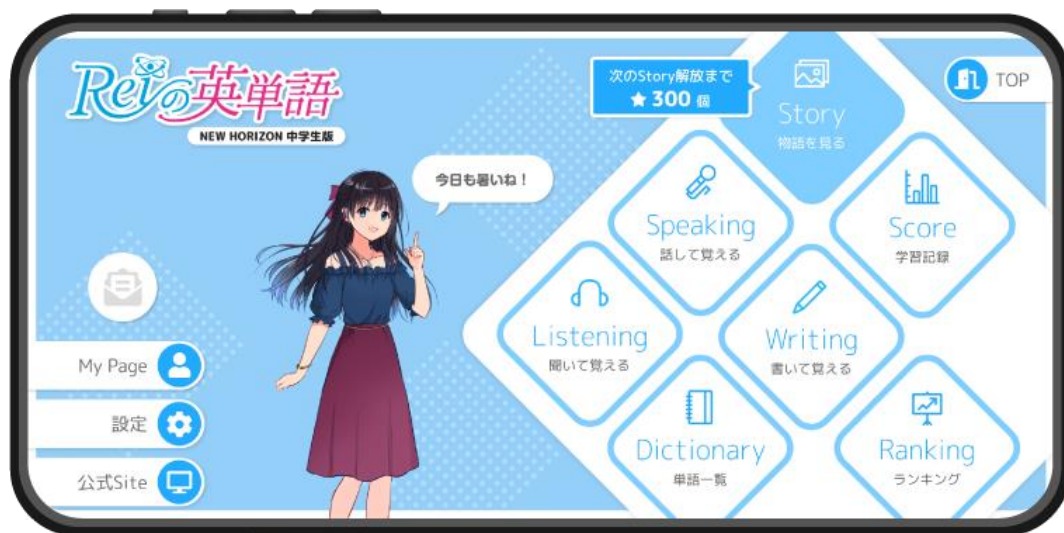 Reiの英単語
NEW HORIZON 中学生版
今日も暑いね！
My Page
設定
公式Site
次のStory解放まで
★ 300 個
Story
物語を見る
TOP
Speaking
話して覚える
Score
学習記録
Listening
聞いて覚える
Writing
書いて覚える
Dictionary
単語一覧
Ranking
ランキング